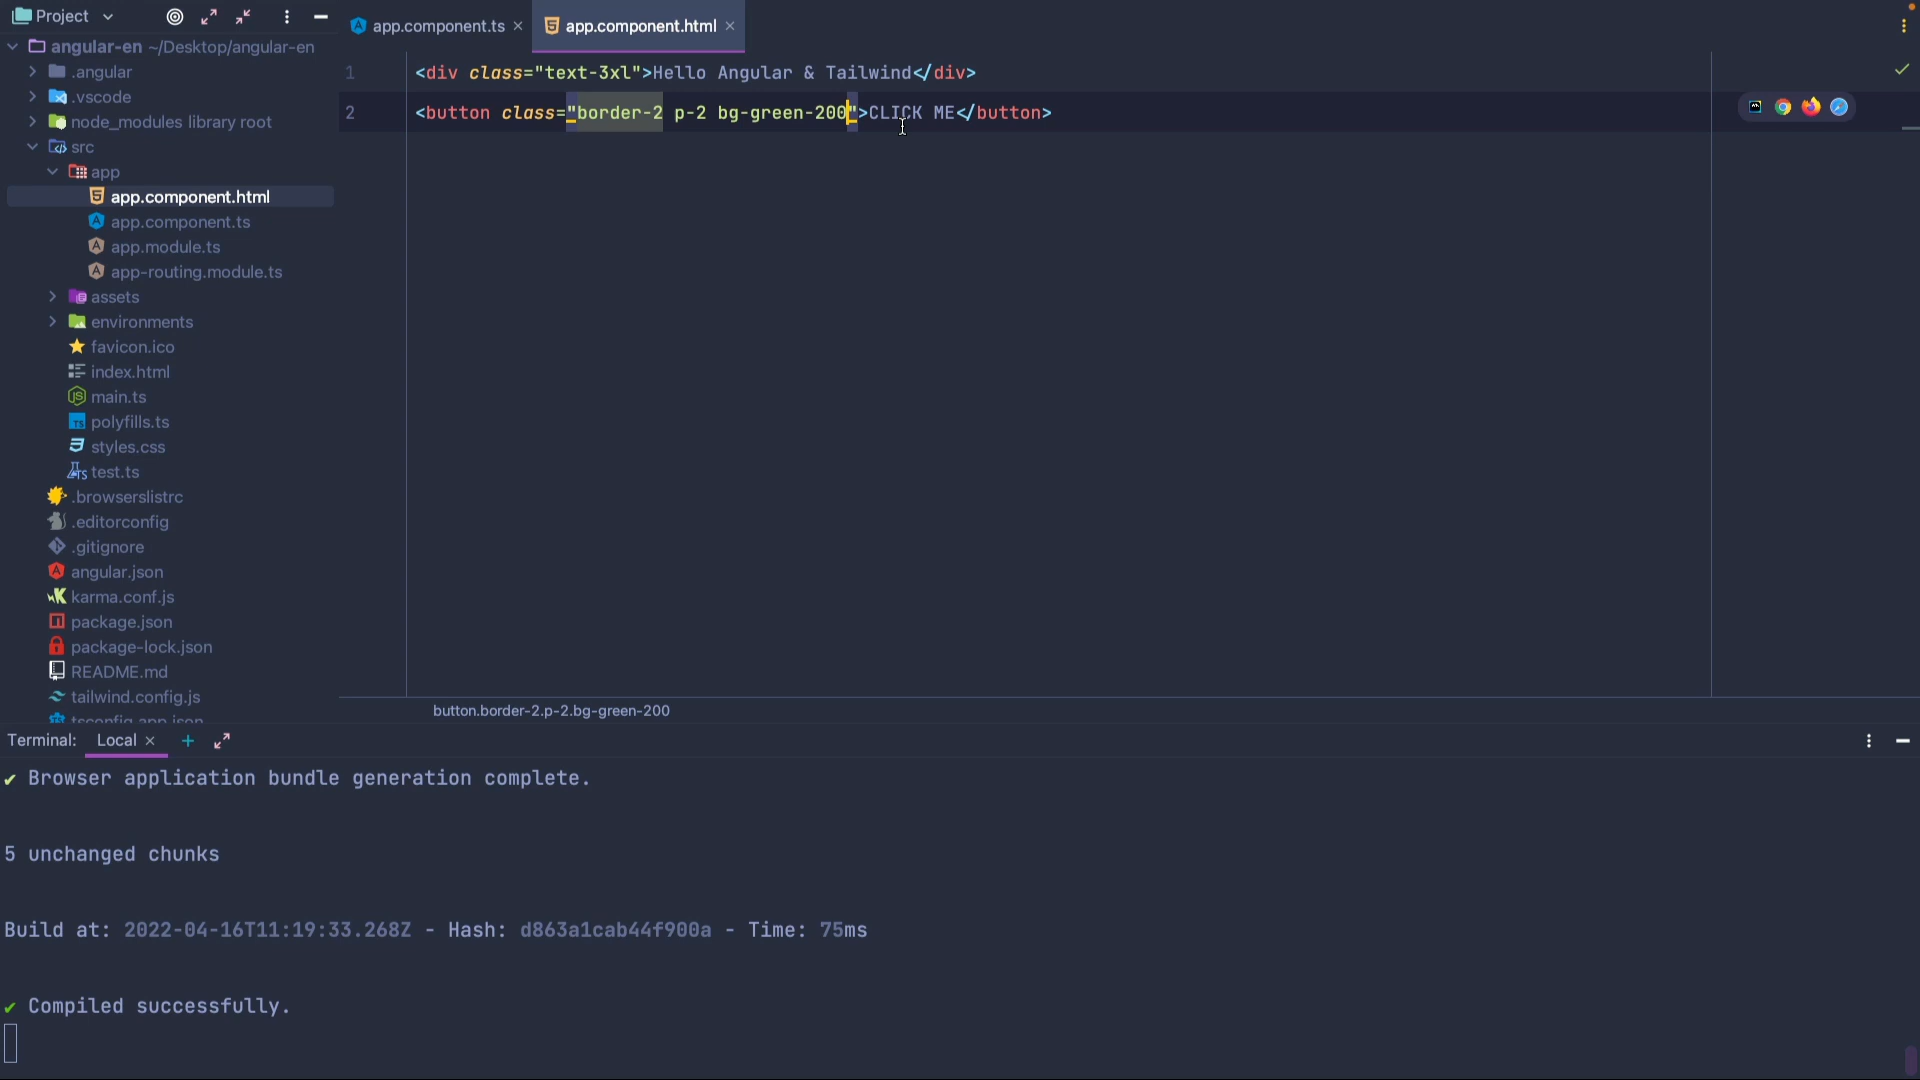 Project
app.component.ts
app.component.html
angular-en ~/Desktop/angular-en
.angular
.vscode
node_modules library root
src
app
app.component.html
app.component.ts
app.module.ts
app-routing.module.ts
assets
environments
favicon.ico
index.html
main.ts
polyfills.ts
styles.css
test.ts
.browserslistrc
.editorconfig
.gitignore
angular.json
karma.conf.js
package.json
package-lock.json
README.md
tailwind.config.js
tsconfig.app.json
1 <div class="text-3xl">Hello Angular & Tailwind</div>
2 <button class="border-2 p-2 bg-green-200">CLICK ME</button>
button.border-2.p-2.bg-green-200
Terminal: Local
✔ Browser application bundle generation complete.
5 unchanged chunks
Build at: 2022-04-16T11:19:33.268Z - Hash: d863a1cab44f900a - Time: 75ms
✔ Compiled successfully.